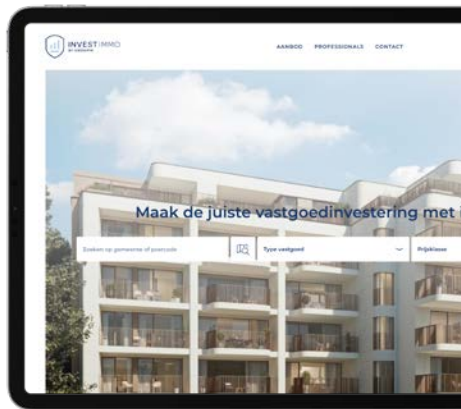 INVEST IMMO
AANBOD PROFESSIONALS CONTACT
Maak de juiste vastgoedinvestering met i
Zoeken op gemeente of postcode Type vastgoed Prijsklasse